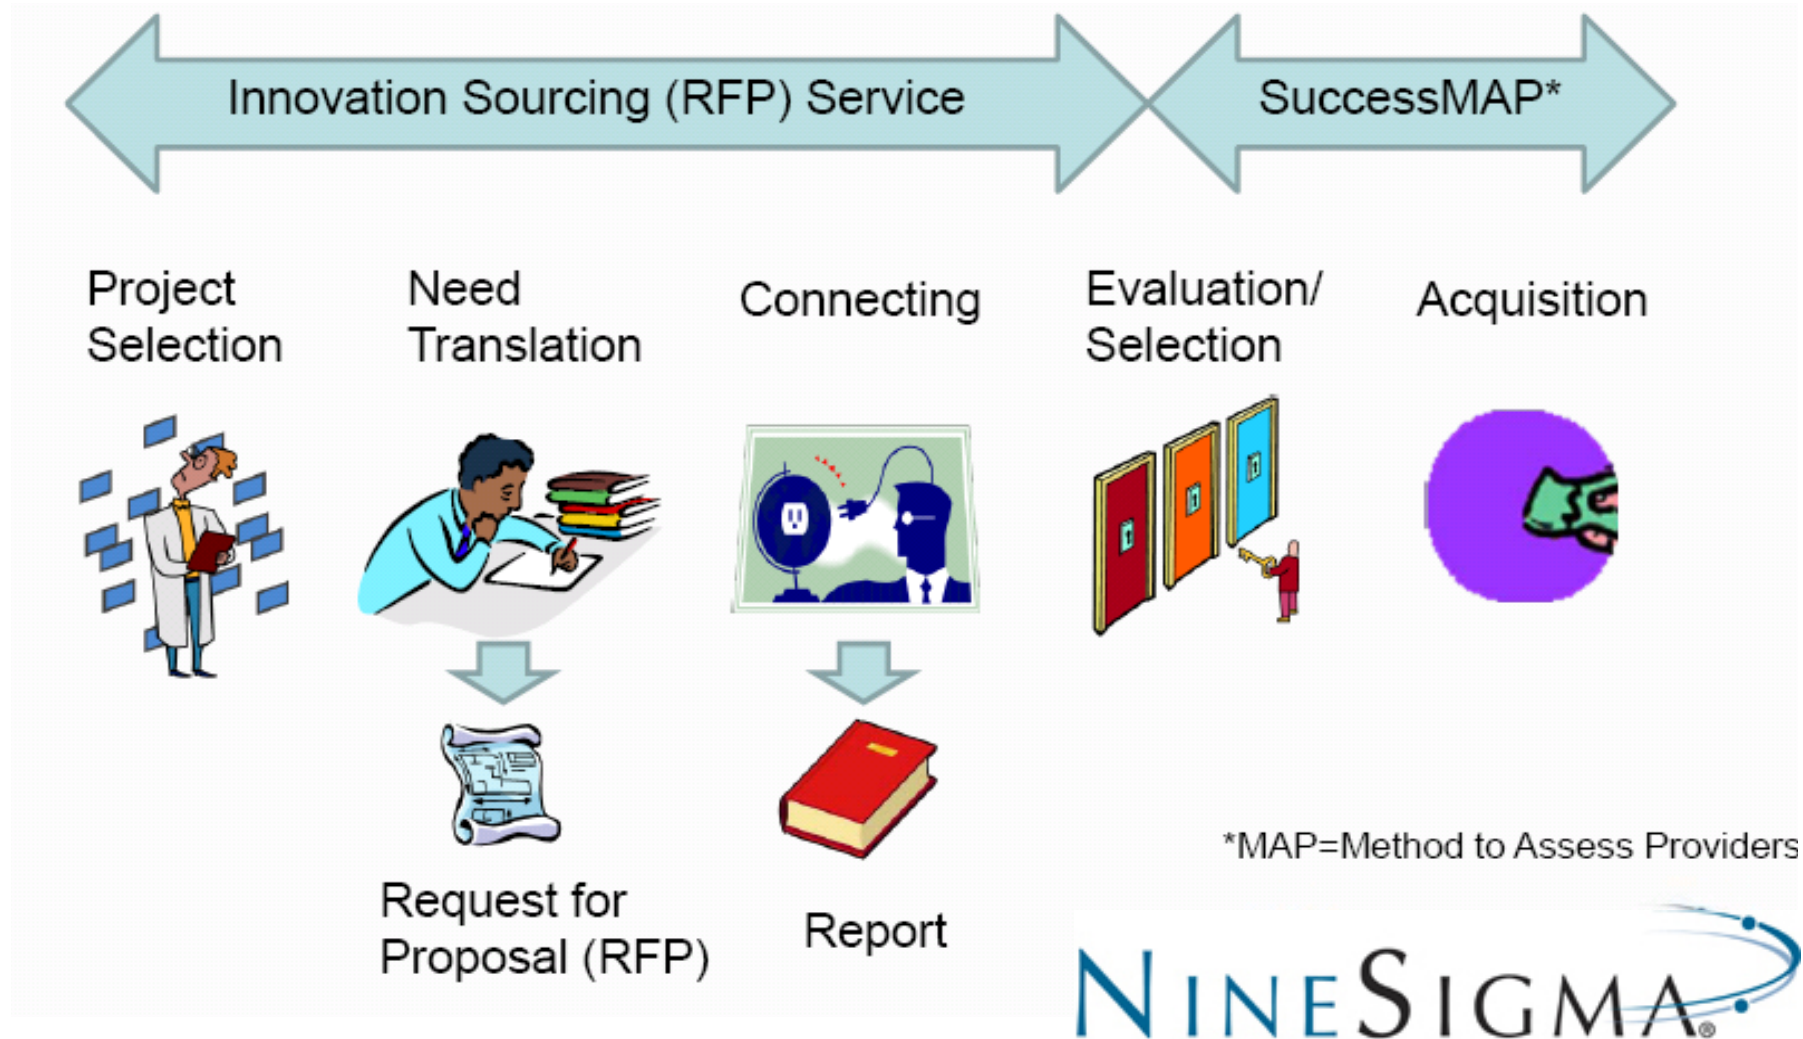 Innovation Sourcing (RFP) Service
SuccessMAP*
Project
Selection
Need
Translation
Connecting
Evaluation/
Selection
Acquisition
Request for
Proposal (RFP)
Report
*MAP=Method to Assess Providers
NINESIGMA®